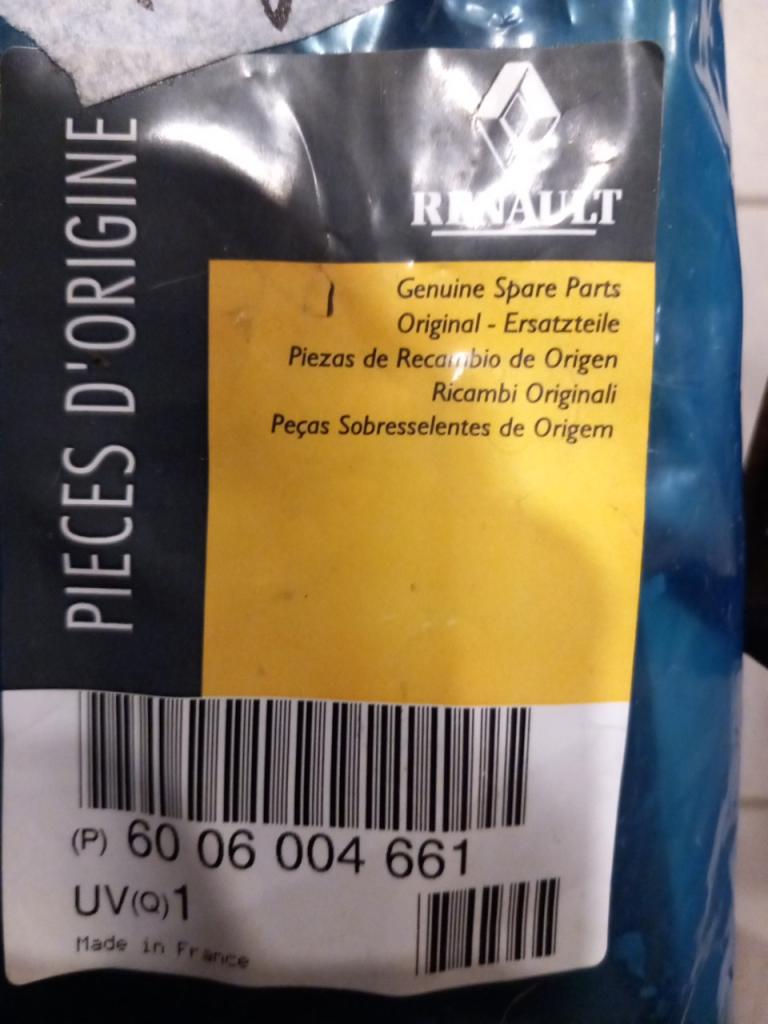 RENAULT
PIECES D'ORIGINE
Genuine Spare Parts
Original - Ersatzteile
Piezas de Recambio de Origen
Ricambi Originali
Peças Sobresselentes de Origem
(P) 60 06 004 661
UV(Q)1
Made in France